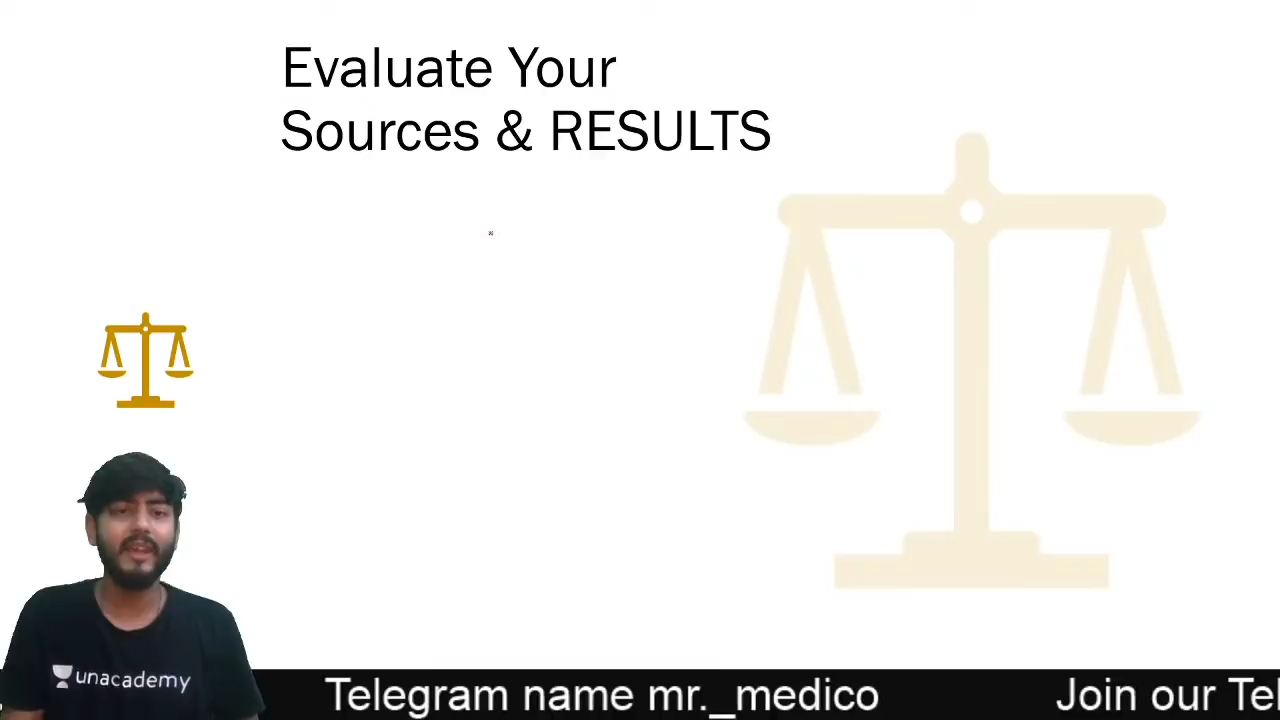 Evaluate Your
Sources & RESULTS
unacademy
Telegram name mr._medico
Join our Tel